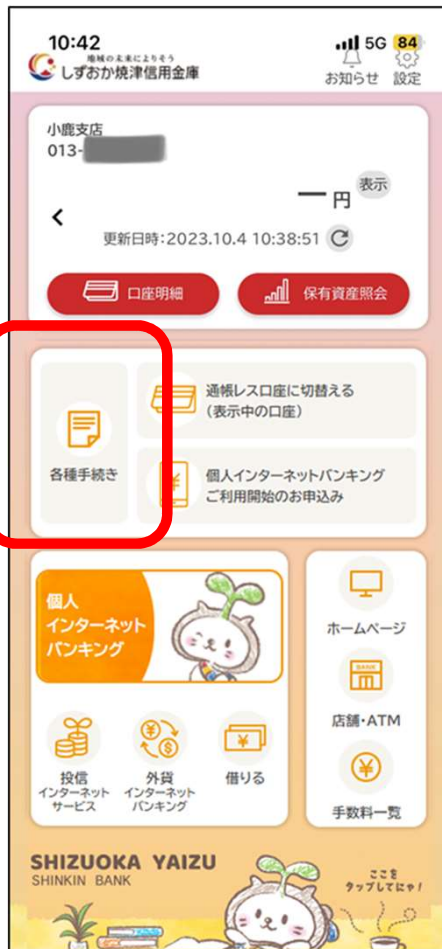 10:42
5G 84
地域の未来によりそう
しずおか焼津信用金庫
お知らせ 設定
小鹿支店
013-
ー 円 表示
更新日時:2023.10.4 10:38:51
口座明細
保有資産照会
各種手続き
通帳レス口座に切替える
(表示中の口座)
¥
個人インターネットバンキング
ご利用開始のお申込み
個人
インターネット
バンキング
ホームページ
BANK
店舗・ATM
¥
手数料一覧
¥ $
¥
投信
インターネット
サービス
外貨
インターネット
バンキング
借りる
SHIZUOKA YAIZU
SHINKIN BANK
ここを
タップしてにゃ!